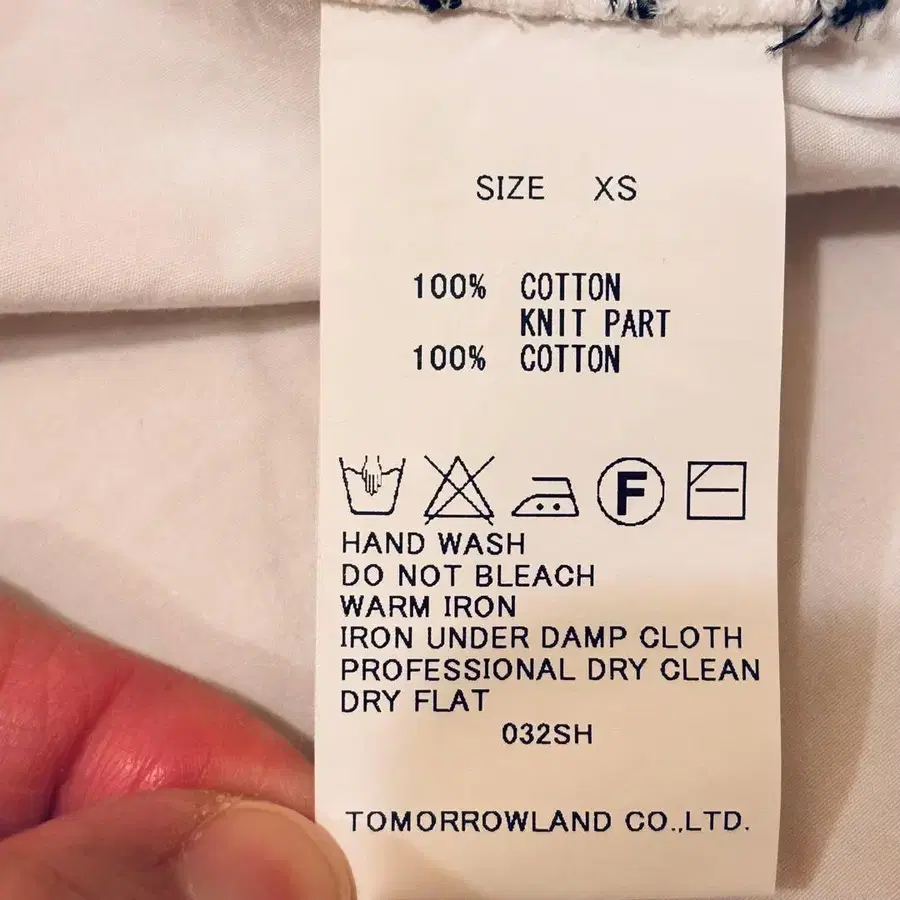 SIZE XS
100% COTTON
KNIT PART
100% COTTON
F
HAND WASH
DO NOT BLEACH
WARM IRON
IRON UNDER DAMP CLOTH
PROFESSIONAL DRY CLEAN
DRY FLAT
032SH
TOMORROWLAND CO.,LTD.